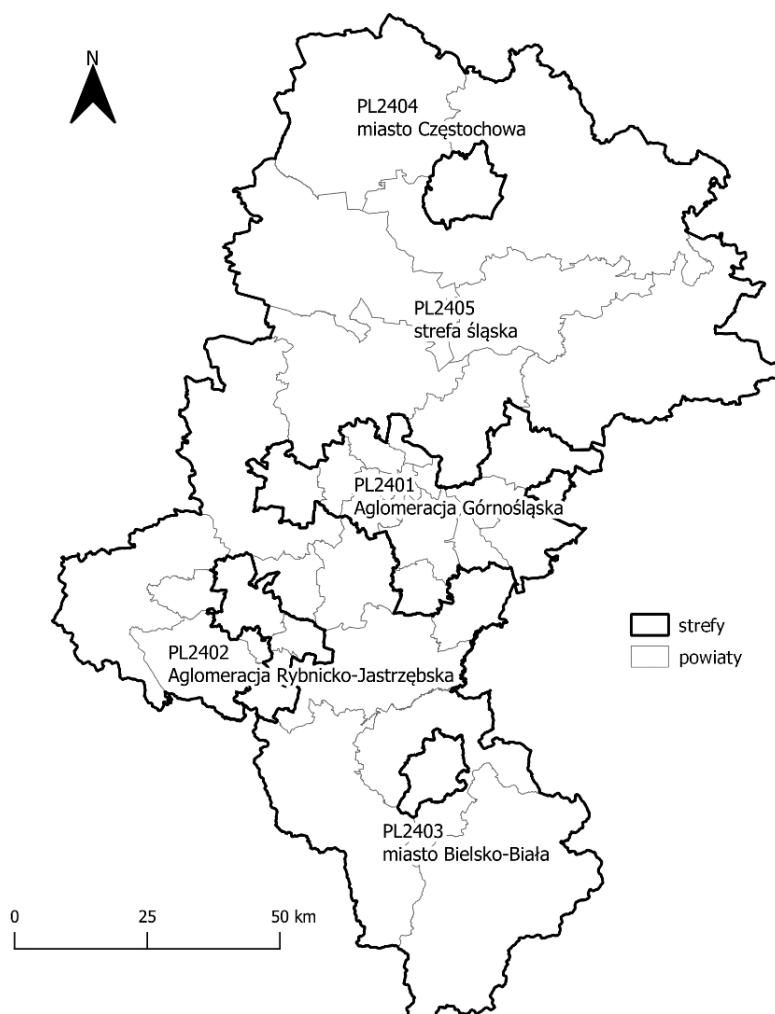 N
PL2404
miasto Częstochowa
PL2405
strefa śląska
PL2401
Aglomeracja Górnośląska
strefy
powiaty
PL2402
Aglomeracja Rybnicko-Jastrzębska
PL2403
miasto Bielsko-Biała
0 25 50 km